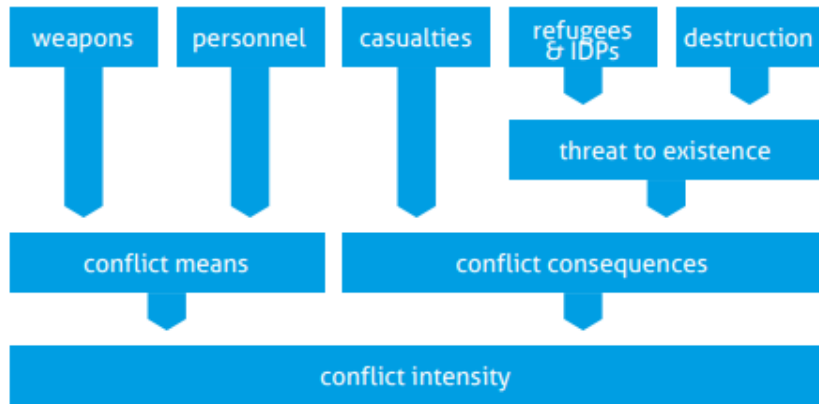 weapons
personnel
casualties
refugees
& IDPs
destruction
threat to existence
conflict means
conflict consequences
conflict intensity